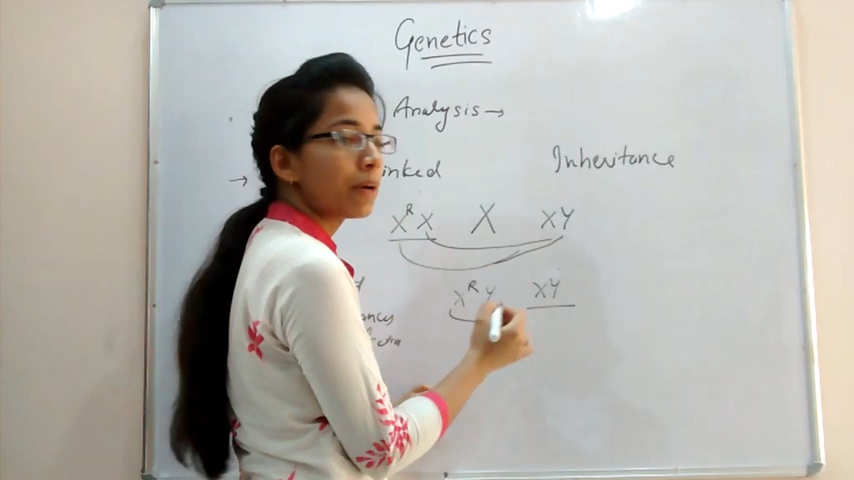 Genetics
Analysis →
→ inked Inheritance
X^R X X XY
X^R Y XY